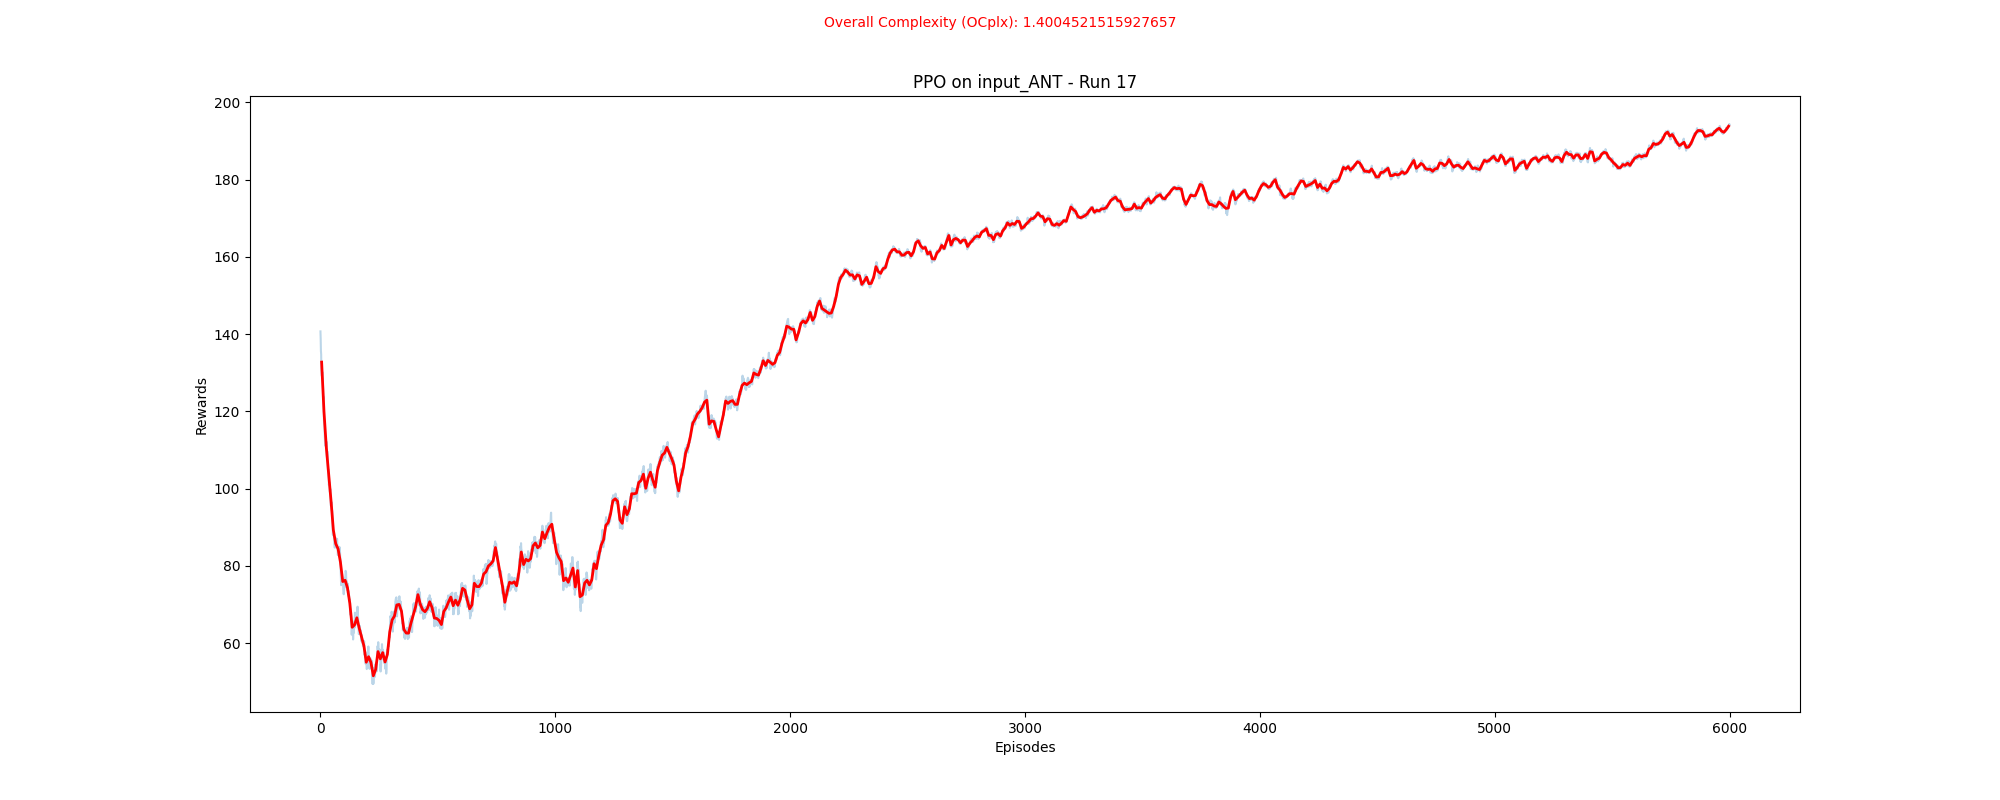 Overall Complexity (OCplx): 1.4004521515927657
PPO on input_ANT - Run 17
200
180
160
140
120
100
80
60
Rewards
0 1000 2000 3000 4000 5000 6000
Episodes